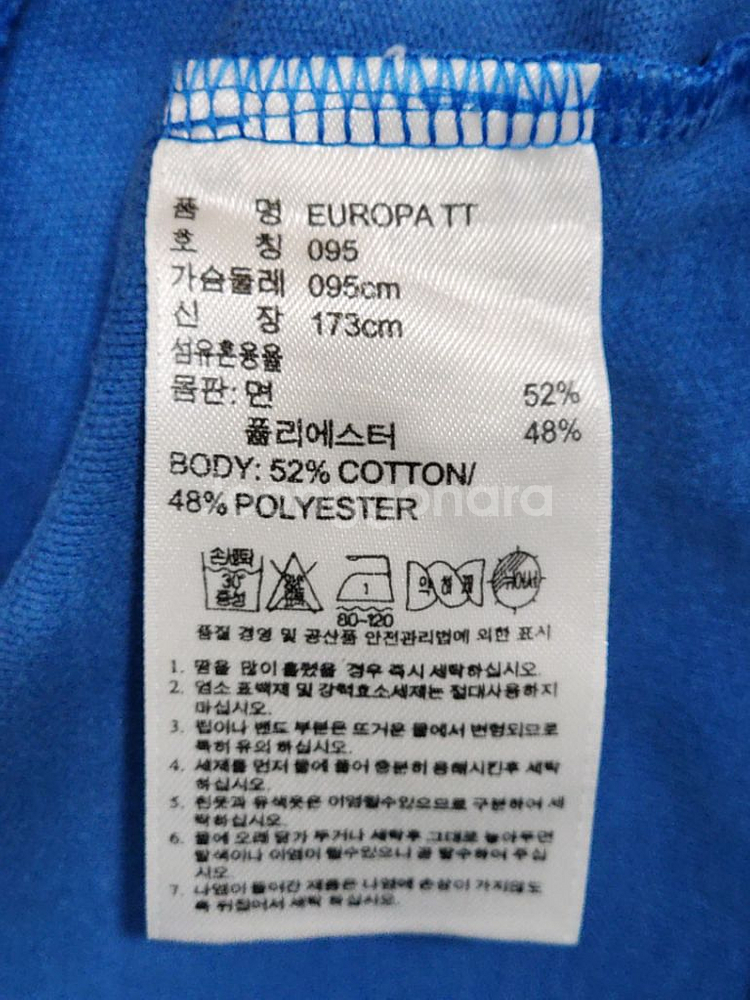 품 명 EUROPA TT
호 칭 095
가슴둘레 095cm
신 장 173cm
섬유혼용율
몸판: 면 52%
폴리에스터 48%
BODY: 52% COTTON/
48% POLYESTER
손세탁
30°
중성
1
80-120
약하게
그늘에서
품질 경영 및 공산품 안전관리법에 의한 표시
1. 땀을 많이 흘렸을 경우 즉시 세탁하십시오.
2. 염소 표백제 및 강력효소세제는 절대사용하지
마십시오.
3. 립이나 밴드 부분은 뜨거운 물에서 변형되므로
특히 유의 하십시오.
4. 세제를 먼저 물에 풀어 충분히 용해시킨후 세탁
하십시오.
5. 흰옷과 유색옷은 이염될수있으므로 구분하여 세
탁하십시오.
6. 물에 오래 담가 두거나 세탁후 그대로 놓아두면
탈색이나 이염이 될수있으니 꼭 탈수하여 주십
시오.
7. 나염이 들어간 제품은 나염에 손상이 가지않도
록 뒤집어서 세탁 하십시오.